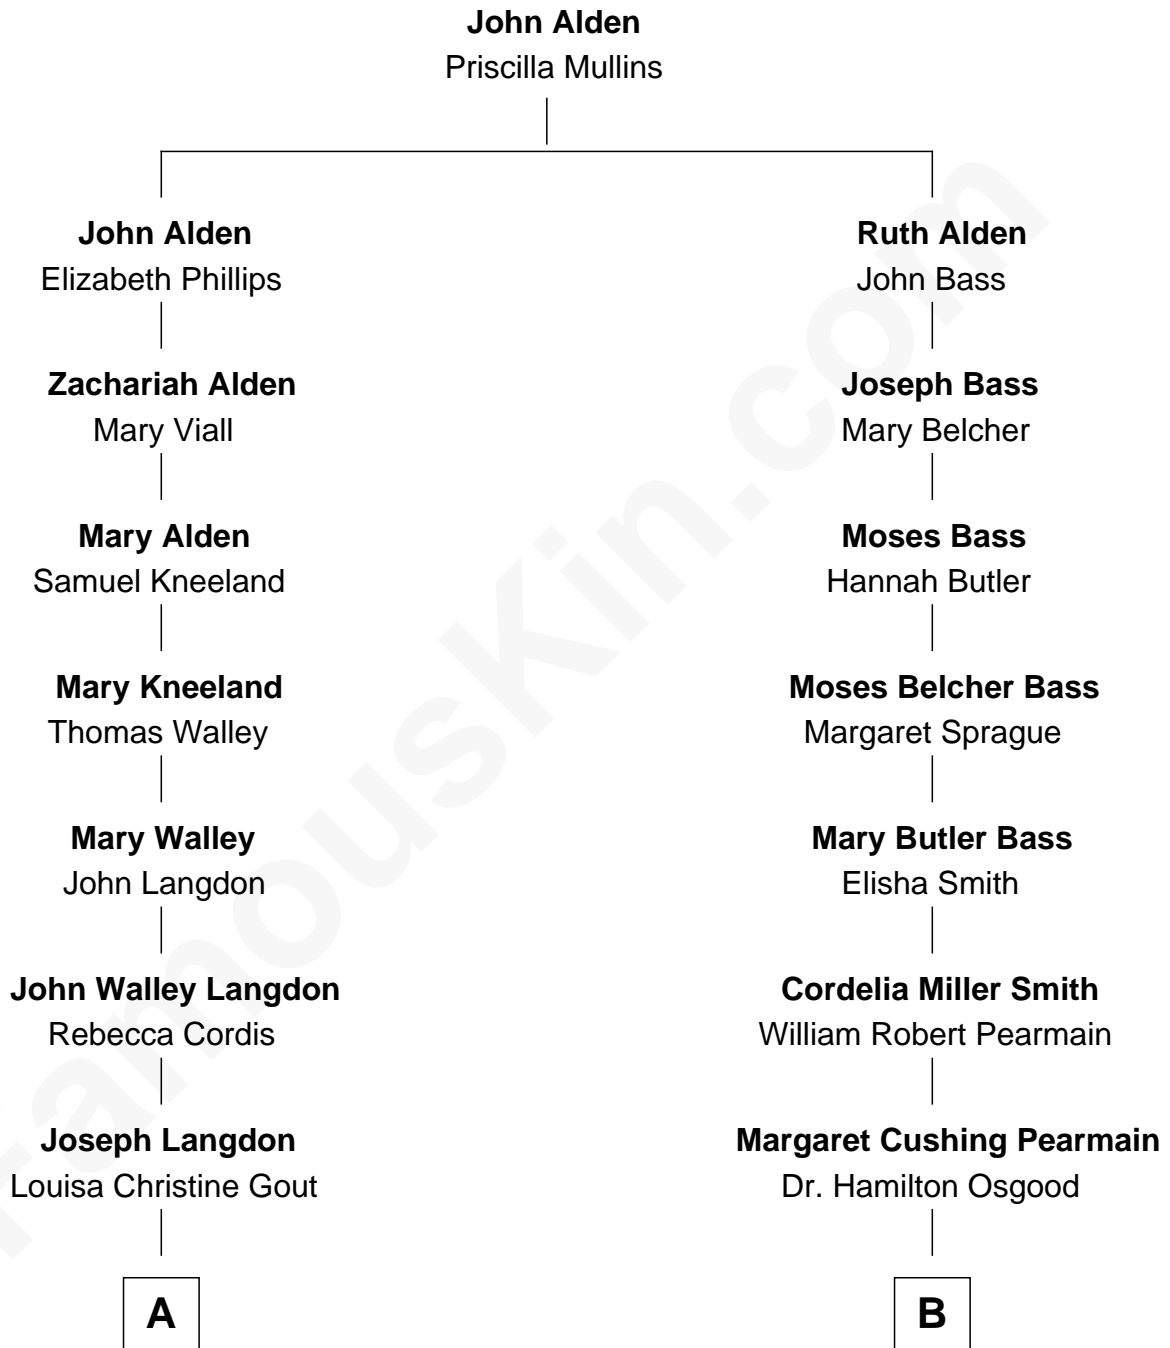 John Alden
Priscilla Mullins
John Alden
Elizabeth Phillips
Zachariah Alden
Mary Viall
Mary Alden
Samuel Kneeland
Mary Kneeland
Thomas Walley
Mary Walley
John Langdon
John Walley Langdon
Rebecca Cordis
Joseph Langdon
Louisa Christine Gout
A
Ruth Alden
John Bass
Joseph Bass
Mary Belcher
Moses Bass
Hannah Butler
Moses Belcher Bass
Margaret Sprague
Mary Butler Bass
Elisha Smith
Cordelia Miller Smith
William Robert Pearmain
Margaret Cushing Pearmain
Dr. Hamilton Osgood
B
FamousKin.com